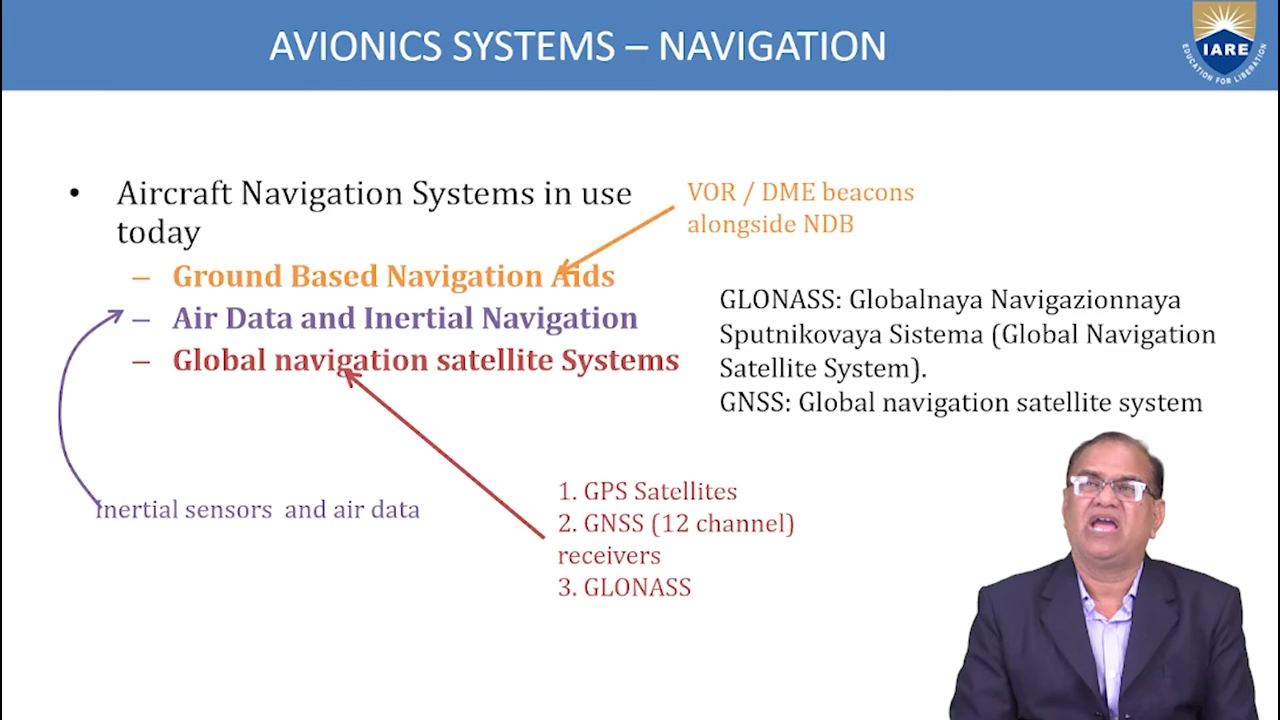 AVIONICS SYSTEMS – NAVIGATION
IARE
EDUCATION FOR LIBERATION
• Aircraft Navigation Systems in use
today
– Ground Based Navigation Aids
– Air Data and Inertial Navigation
– Global navigation satellite Systems
VOR / DME beacons
alongside NDB
GLONASS: Globalnaya Navigazionnaya
Sputnikovaya Sistema (Global Navigation
Satellite System).
GNSS: Global navigation satellite system
Inertial sensors and air data
1. GPS Satellites
2. GNSS (12 channel)
receivers
3. GLONASS